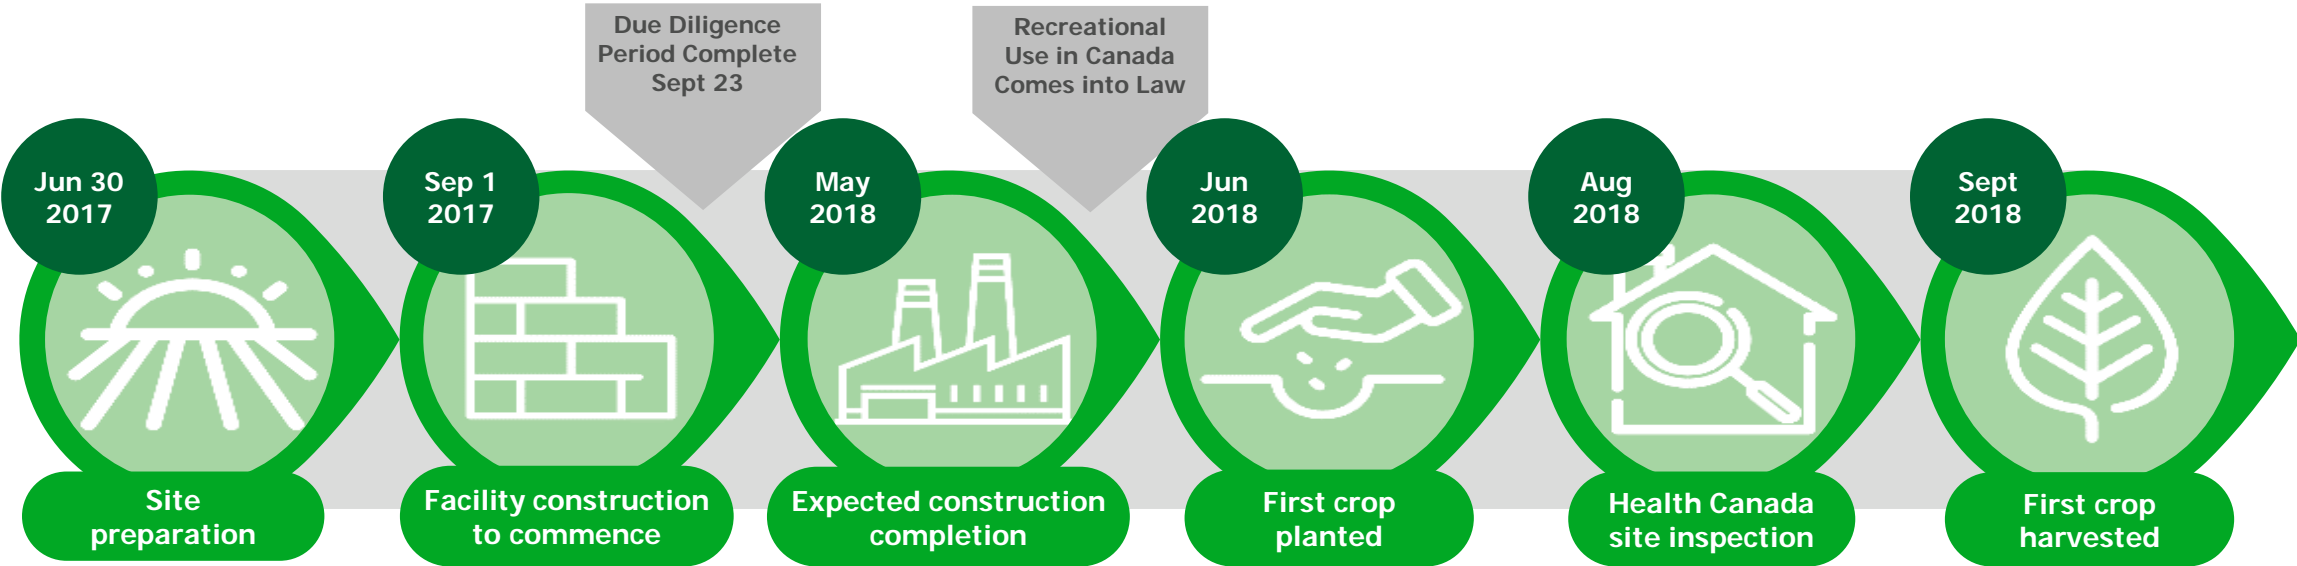 Due Diligence
Period Complete
Sept 23
Recreational
Use in Canada
Comes into Law
Jun 30
2017
Sep 1
2017
May
2018
Jun
2018
Aug
2018
Sept
2018
Site
preparation
Facility construction
to commence
Expected construction
completion
First crop
planted
Health Canada
site inspection
First crop
harvested